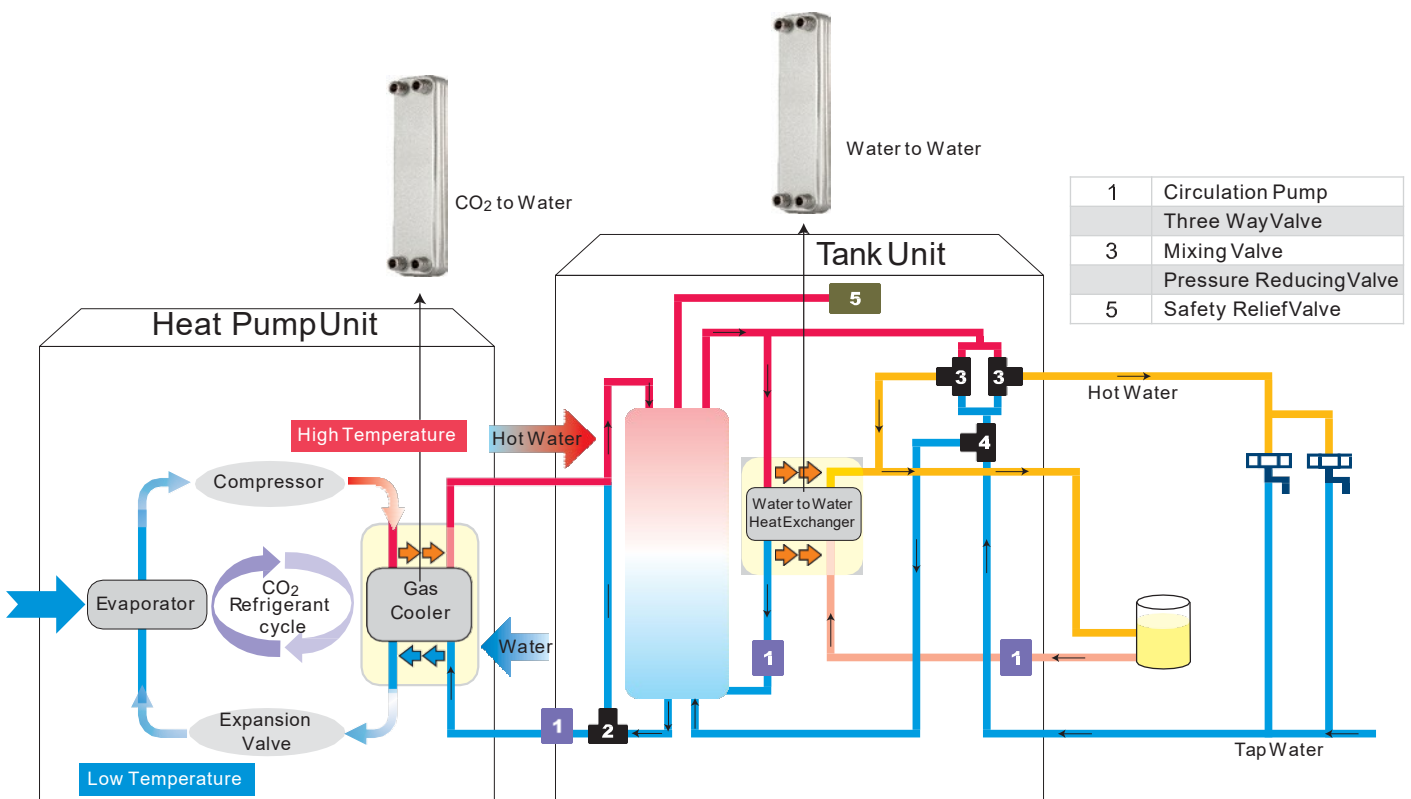 Water to Water
CO2 to Water
1 Circulation Pump
Three Way Valve
3 Mixing Valve
Pressure Reducing Valve
5 Safety Relief Valve
Tank Unit
Heat Pump Unit
5
3
3
Hot Water
4
High Temperature
Hot Water
Compressor
Water to Water
Heat Exchanger
CO2
Refrigerant
cycle
Evaporator
Gas
Cooler
Water
1
1
Expansion
Valve
1
2
Tap Water
Low Temperature